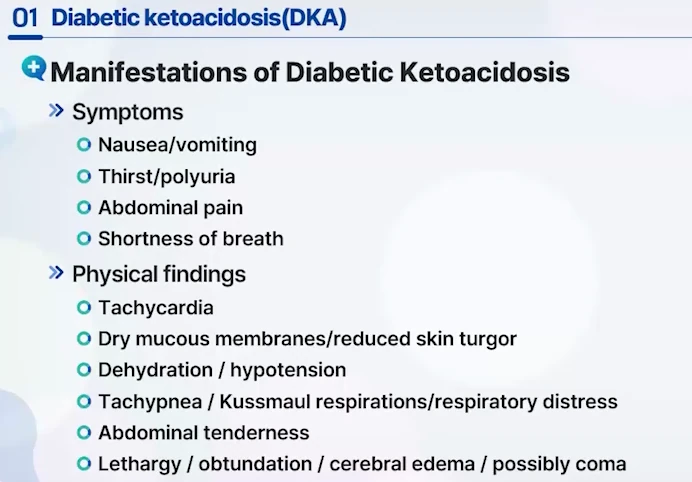 01 Diabetic ketoacidosis(DKA)
Manifestations of Diabetic Ketoacidosis
Symptoms
Nausea/vomiting
Thirst/polyuria
Abdominal pain
Shortness of breath
Physical findings
Tachycardia
Dry mucous membranes/reduced skin turgor
Dehydration / hypotension
Tachypnea / Kussmaul respirations/respiratory distress
Abdominal tenderness
Lethargy / obtundation / cerebral edema / possibly coma